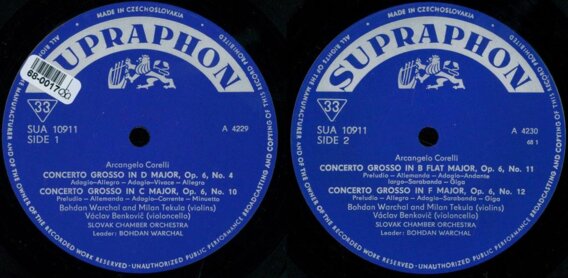 MADE IN CZECHOSLOVAKIA
ALL RIGHTS OF THE MANUFACTURER AND OF THE OWNER OF THE RECORDED WORK RESERVED - UNAUTHORIZED PUBLIC PERFORMANCE BROADCASTING AND COPYING OF THIS RECORD PROHIBITED
SUPRAPHON
68-0017
33
SUA 10911
SIDE 1
A 4229
Arcangelo Corelli
CONCERTO GROSSO IN D MAJOR, Op. 6, No. 4
Adagio-Allegro - Adagio-Vivace - Allegro
CONCERTO GROSSO IN C MAJOR, Op. 6, No. 10
Preludio - Allemanda - Adagio-Corrente - Minuetto
Bohdan Warchal and Milan Tekula (violins)
Václav Benkovič (violoncello)
SLOVAK CHAMBER ORCHESTRA
Leader: BOHDAN WARCHAL
MADE IN CZECHOSLOVAKIA
ALL RIGHTS OF THE MANUFACTURER AND OF THE OWNER OF THE RECORDED WORK RESERVED - UNAUTHORIZED PUBLIC PERFORMANCE BROADCASTING AND COPYING OF THIS RECORD PROHIBITED
SUPRAPHON
33
SUA 10911
SIDE 2
A 4230
68 1
Arcangelo Corelli
CONCERTO GROSSO IN B FLAT MAJOR, Op. 6, No. 11
Preludio - Allemanda - Adagio-Andante
largo-Sarabande - Giga
CONCERTO GROSSO IN F MAJOR, Op. 6, No. 12
Preludio - Allegro - Adagio-Sarabanda - Giga
Bohdan Warchal and Milan Tekula (violins)
Václav Benkovič (violoncello)
SLOVAK CHAMBER ORCHESTRA
Leader: BOHDAN WARCHAL